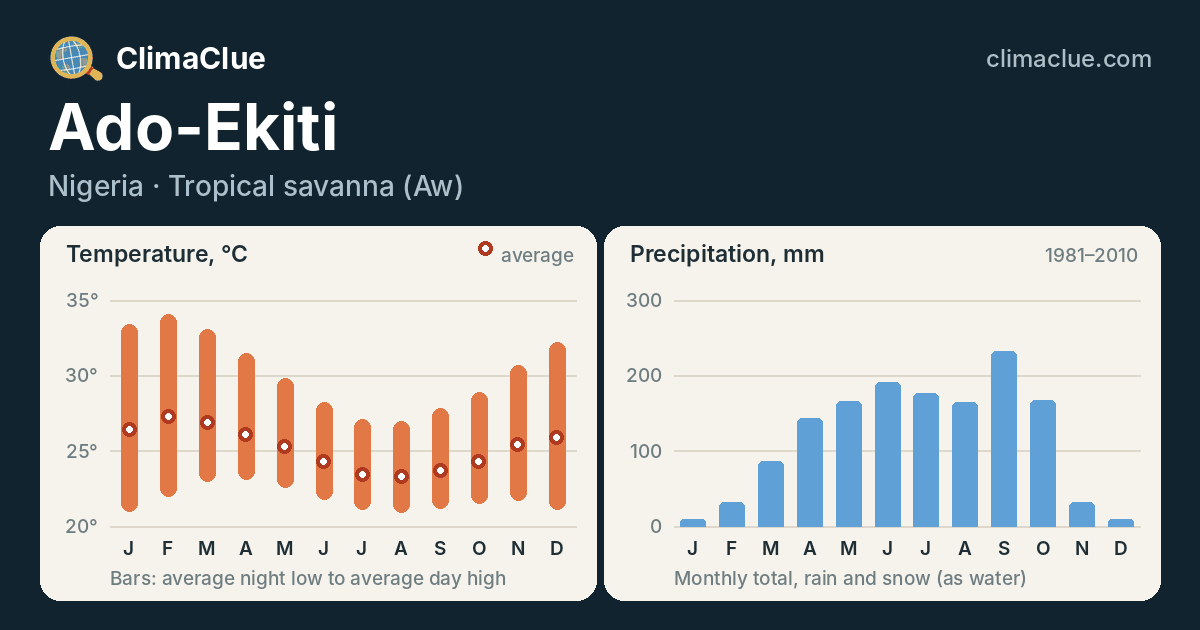 ClimaClue
climaclue.com
Ado-Ekiti
Nigeria · Tropical savanna (Aw)
Temperature, °C
average
35°
30°
25°
20°
J F M A M J J A S O N D
Bars: average night low to average day high
Precipitation, mm
1981–2010
300
200
100
0
J F M A M J J A S O N D
Monthly total, rain and snow (as water)